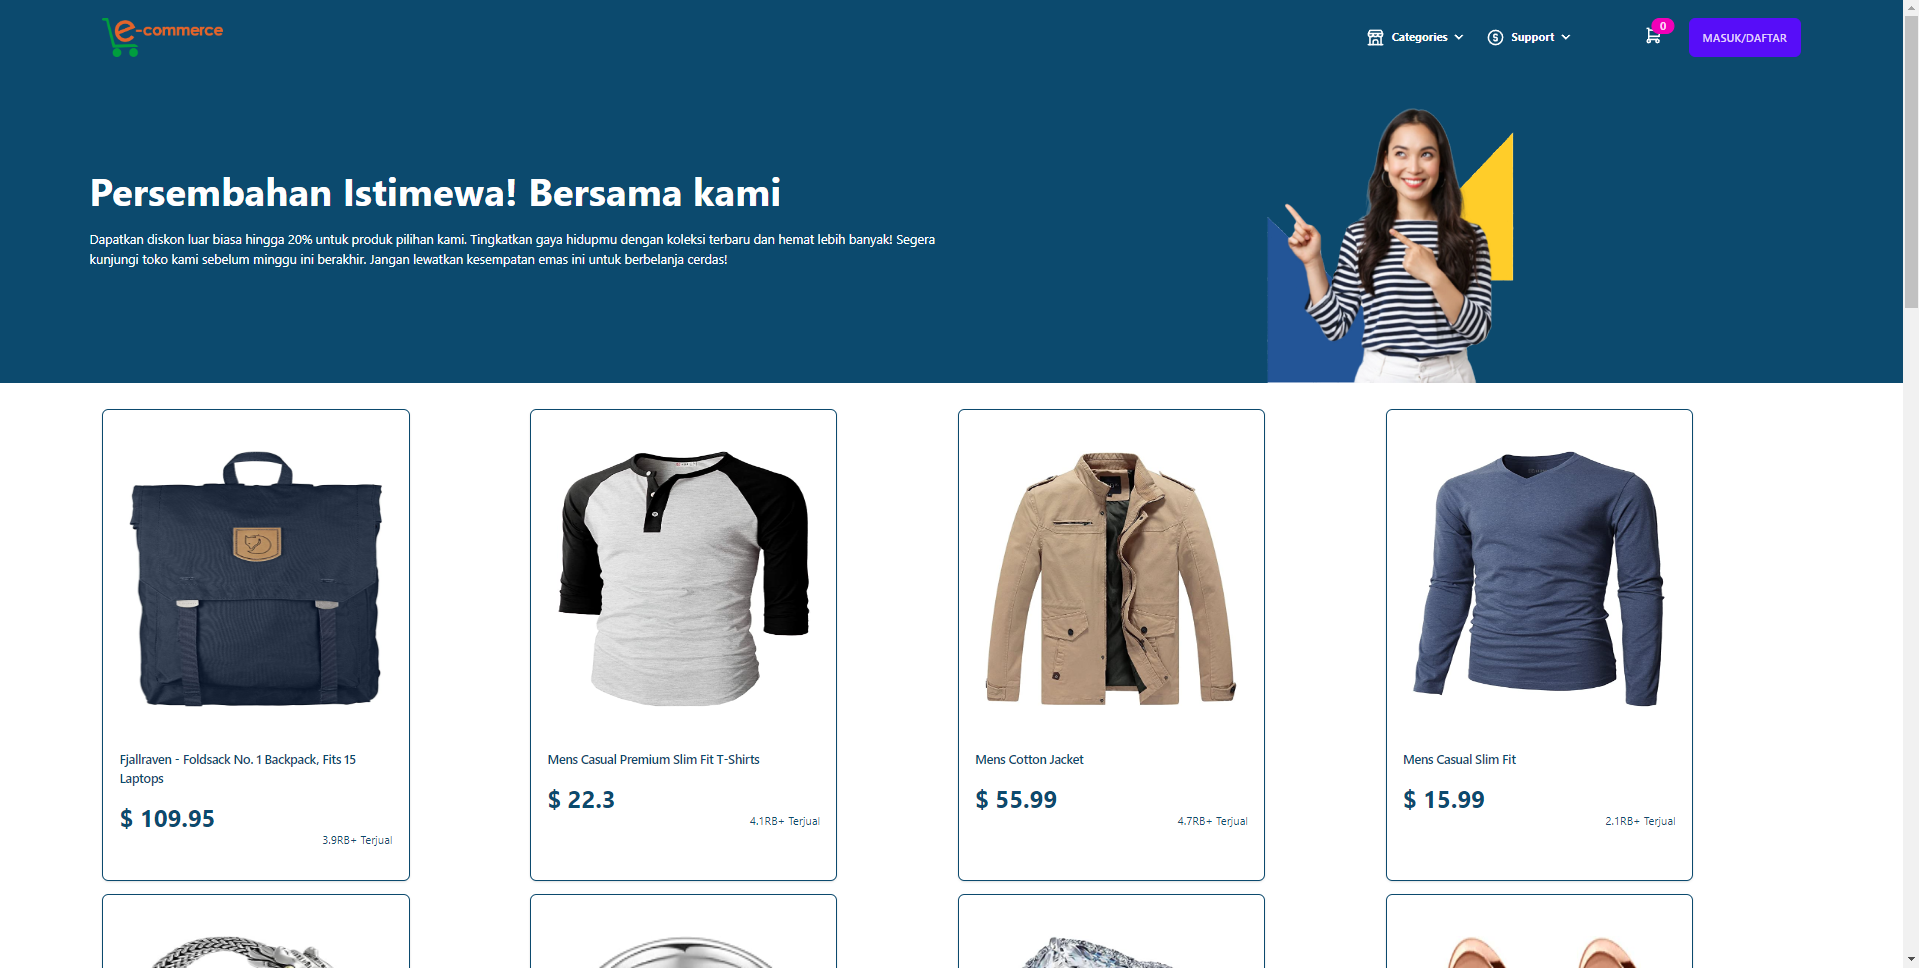 e-commerce
Categories
Support
0
MASUK/DAFTAR
Persembahan Istimewa! Bersama kami
Dapatkan diskon luar biasa hingga 20% untuk produk pilihan kami. Tingkatkan gaya hidupmu dengan koleksi terbaru dan hemat lebih banyak! Segera
kunjungi toko kami sebelum minggu ini berakhir. Jangan lewatkan kesempatan emas ini untuk berbelanja cerdas!
Fjallraven - Foldsack No. 1 Backpack, Fits 15
Laptops
$ 109.95
3.9RB+ Terjual
Mens Casual Premium Slim Fit T-Shirts
$ 22.3
4.1RB+ Terjual
Mens Cotton Jacket
$ 55.99
4.7RB+ Terjual
Mens Casual Slim Fit
$ 15.99
2.1RB+ Terjual